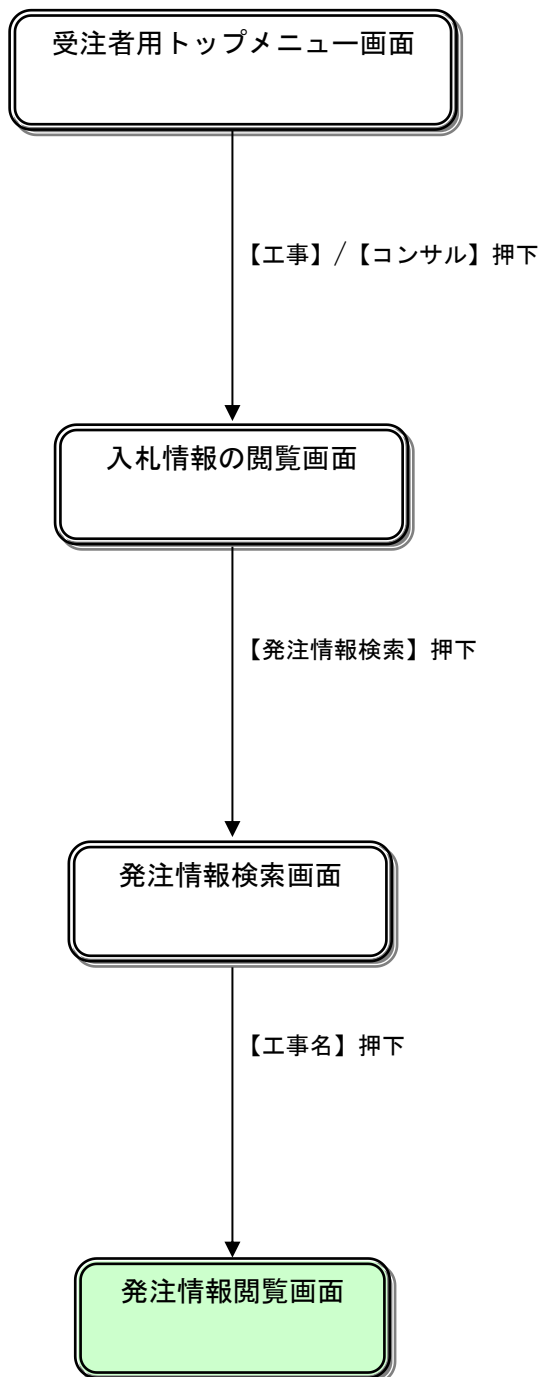 受注者用トップメニュー画面
【工事】/【コンサル】押下
入札情報の閲覧画面
【発注情報検索】押下
発注情報検索画面
【工事名】押下
発注情報閲覧画面